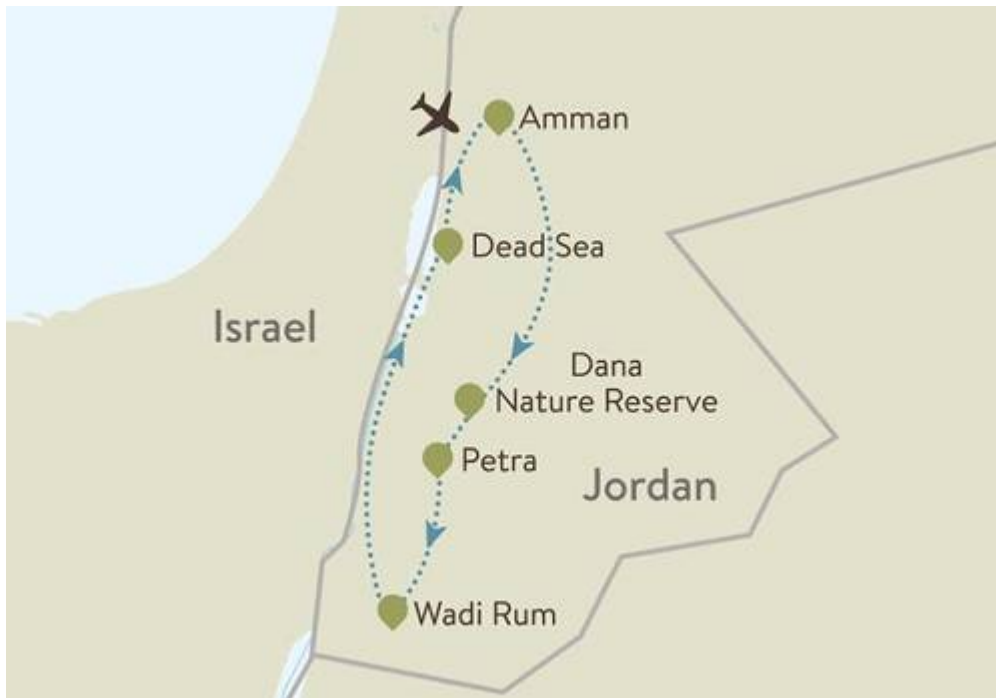 Amman
Dead Sea
Israel
Dana
Nature Reserve
Petra
Jordan
Wadi Rum